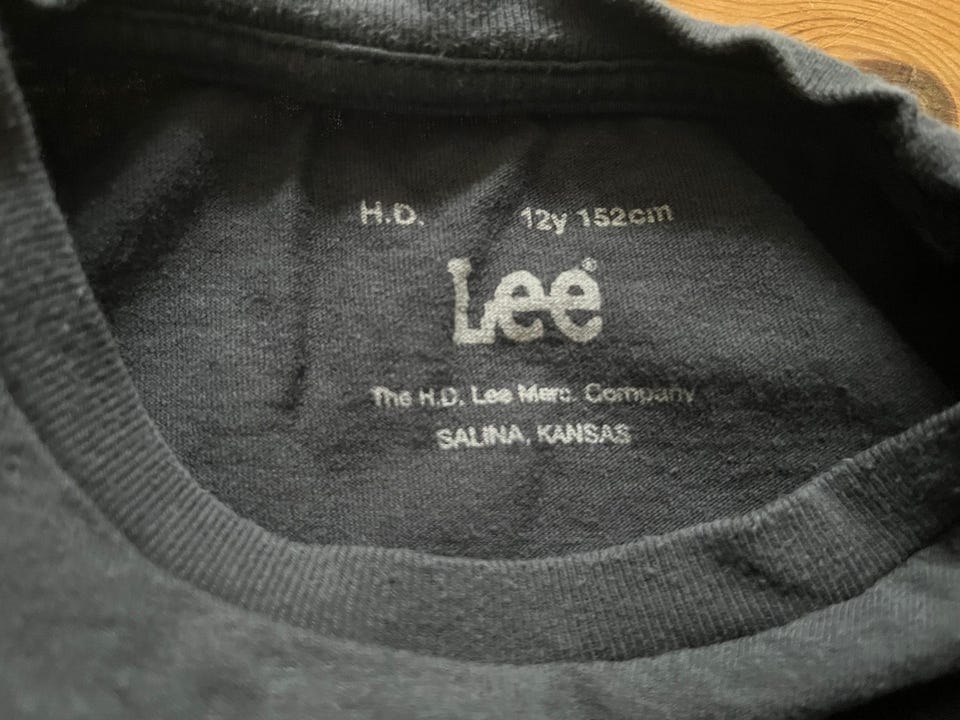 H.D. 12y 152cm
Lee®
The H.D. Lee Merc. Company
SALINA, KANSAS